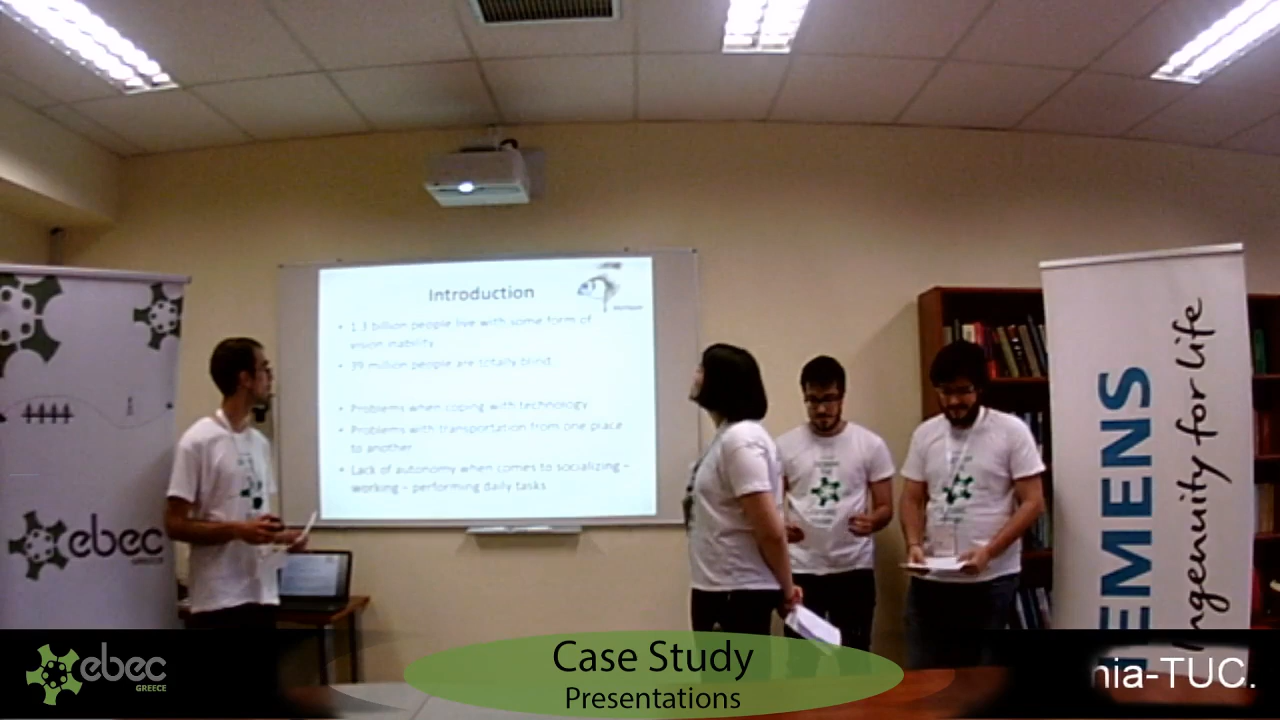 Introduction
• 1.3 billion people live with some form of
vision inability
• 39 million people are totally blind
• Problems when coping with technology
• Problems with transportation from one place
to another
• Lack of autonomy when comes to socializing –
working – performing daily tasks
ebec
GREECE
EMENS
Ingenuity for life
ebec
GREECE
Case Study
Presentations
nia-TUC.